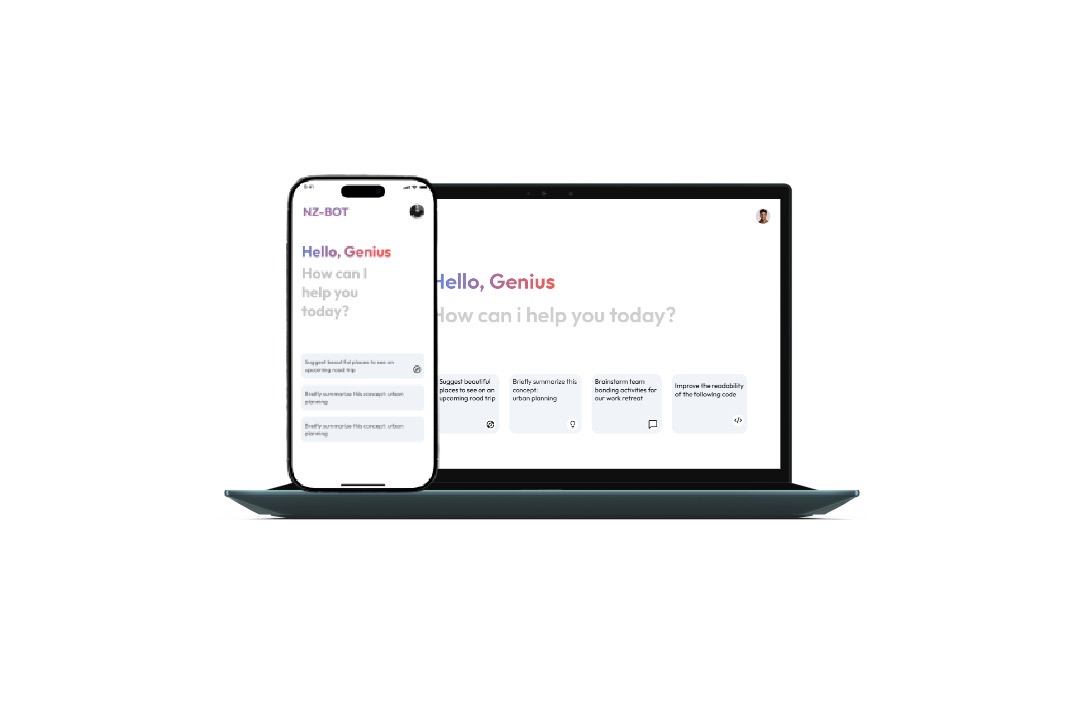 9:41
NZ-BOT
Hello, Genius
How can I
help you
today?
Suggest beautiful places to see on an
upcoming road trip
Briefly summarize this concept: urban
planning
Briefly summarize this concept: urban
planning
Hello, Genius
How can i help you today?
Suggest beautiful
places to see on an
upcoming road trip
Briefly summarize this
concept:
urban planning
Brainstorm team
bonding activities for
our work retreat
Improve the readability
of the following code